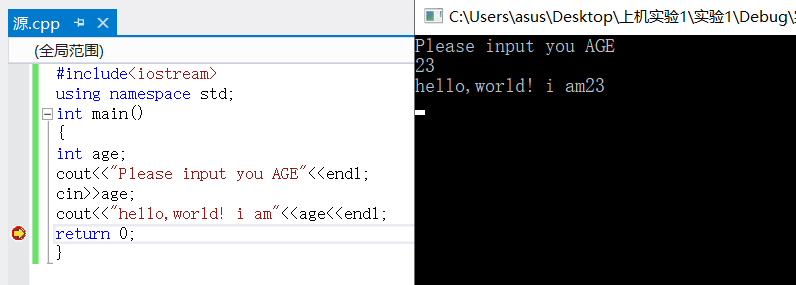 源.cpp
(全局范围)
#include<iostream>
using namespace std;
int main()
{
int age;
cout<<"Please input you AGE"<<endl;
cin>>age;
cout<<"hello,world! i am"<<age<<endl;
return 0;
}
C:\Users\asus\Desktop\上机实验1\实验1\Debug\
Please input you AGE
23
hello,world! i am23